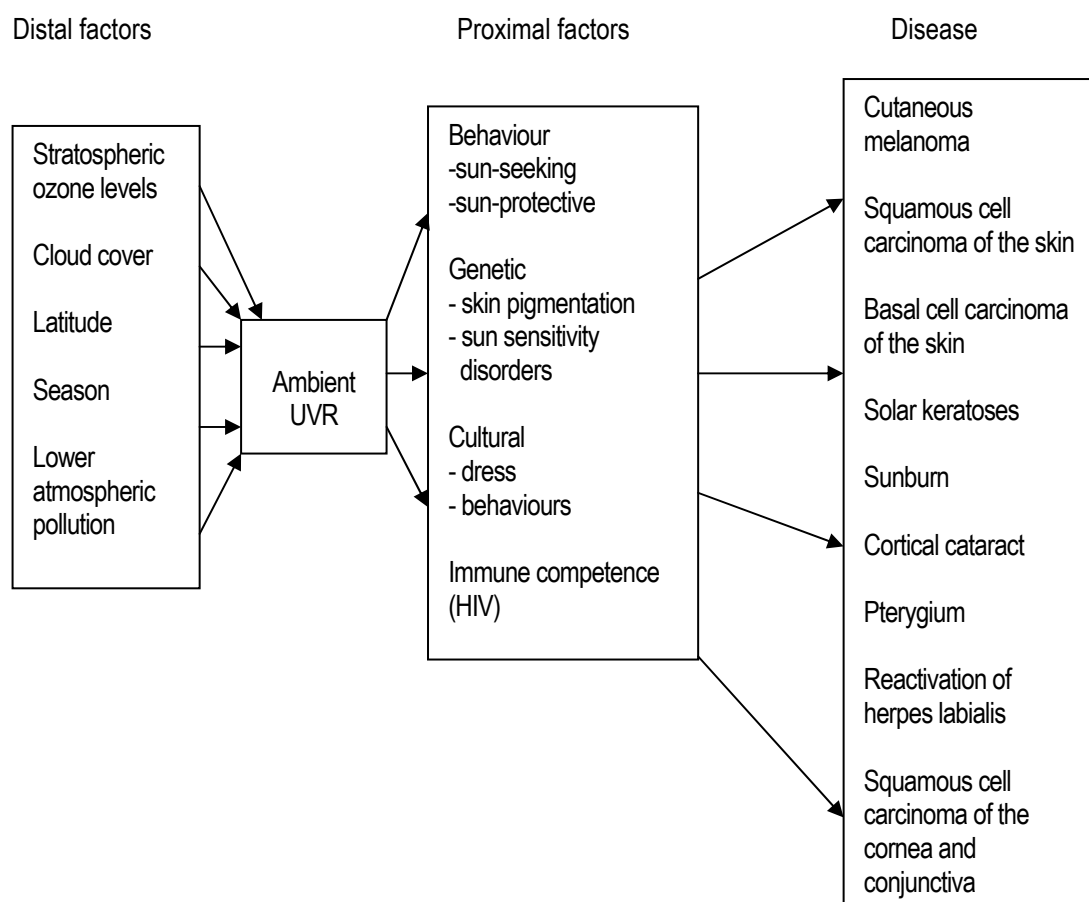 Distal factors
Proximal factors
Disease
Stratospheric
ozone levels
Cloud cover
Latitude
Season
Lower
atmospheric
pollution
Ambient
UVR
Behaviour
-sun-seeking
-sun-protective
Genetic
- skin pigmentation
- sun sensitivity
disorders
Cultural
- dress
- behaviours
Immune competence
(HIV)
Cutaneous
melanoma
Squamous cell
carcinoma of the skin
Basal cell carcinoma
of the skin
Solar keratoses
Sunburn
Cortical cataract
Pterygium
Reactivation of
herpes labialis
Squamous cell
carcinoma of the
cornea and
conjunctiva